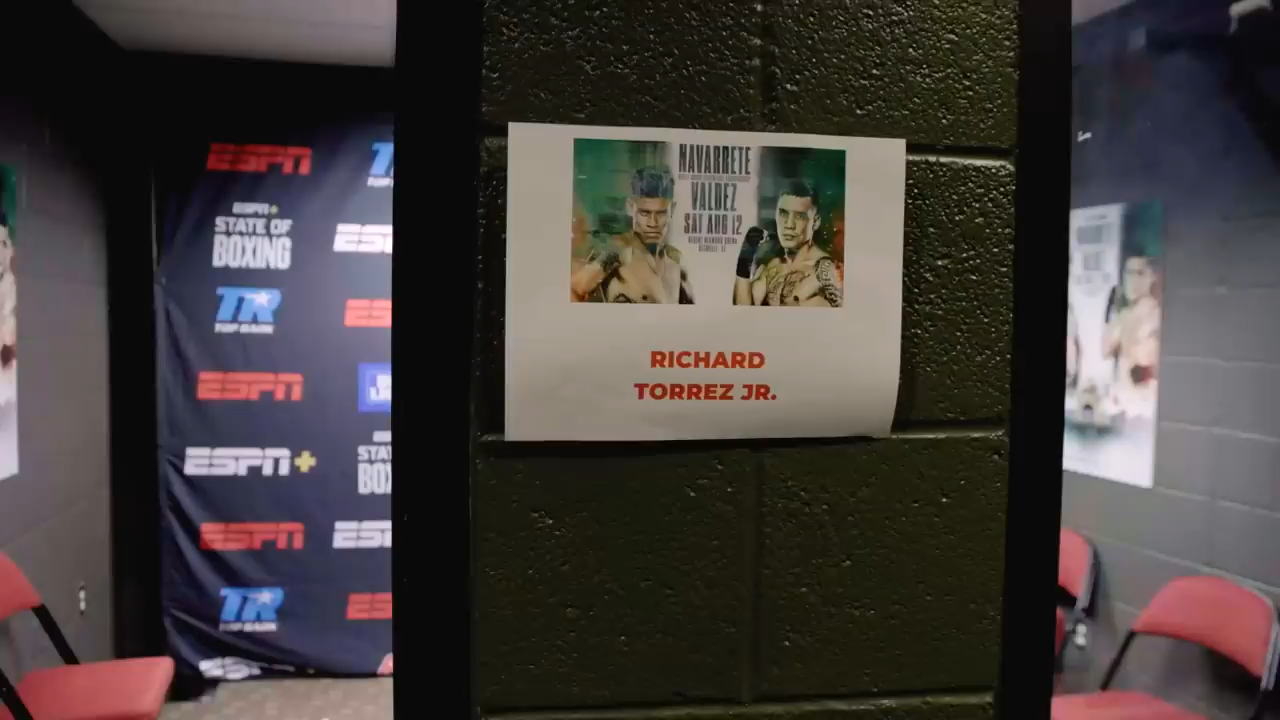 ESPN
ESPN+
STATE OF
BOXING
TR
TOP RANK
ESPN
ESPN+
ESPN
TR
TOP RANK
NAVARRETE
VALDEZ
SAT AUG 12
RICHARD
TORREZ JR.